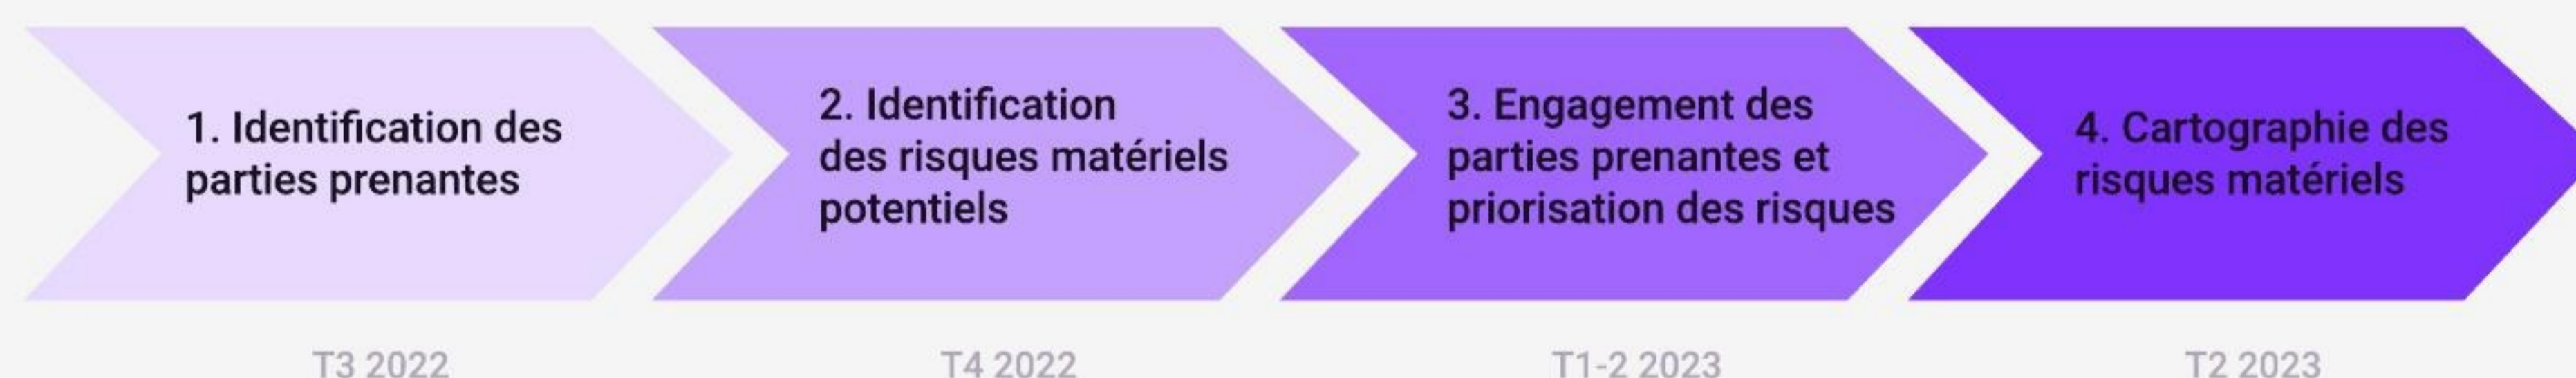 1. Identification des
parties prenantes
2. Identification
des risques matériels
potentiels
3. Engagement des
parties prenantes et
priorisation des risques
4. Cartographie des
risques matériels
T3 2022
T4 2022
T1-2 2023
T2 2023